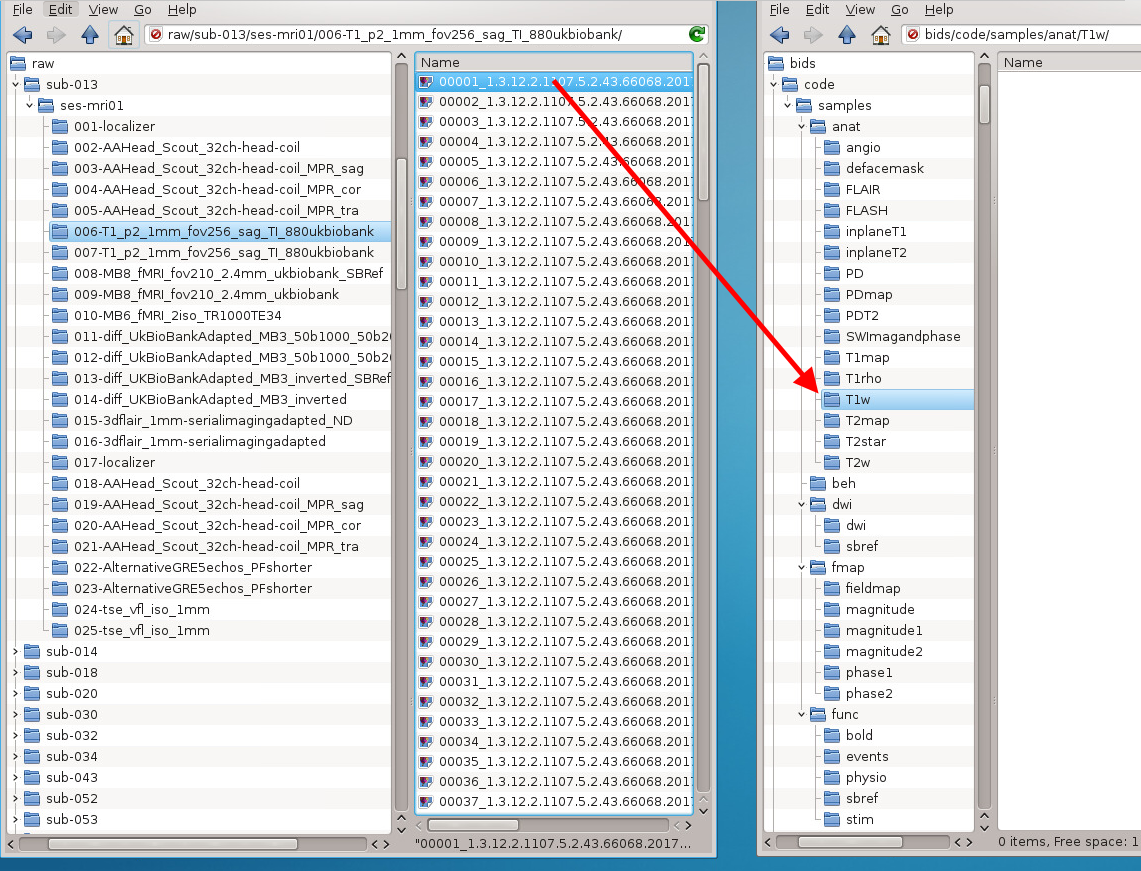 File Edit View Go Help
raw/sub-013/ses-mri01/006-T1_p2_1mm_fov256_sag_TI_880ukbiobank/
raw
sub-013
ses-mri01
001-localizer
002-AAHead_Scout_32ch-head-coil
003-AAHead_Scout_32ch-head-coil_MPR_sag
004-AAHead_Scout_32ch-head-coil_MPR_cor
005-AAHead_Scout_32ch-head-coil_MPR_tra
006-T1_p2_1mm_fov256_sag_TI_880ukbiobank
007-T1_p2_1mm_fov256_sag_TI_880ukbiobank
008-MB8_fMRI_fov210_2.4mm_ukbiobank_SBRef
009-MB8_fMRI_fov210_2.4mm_ukbiobank
010-MB6_fMRI_2iso_TR1000TE34
011-diff_UkBioBankAdapted_MB3_50b1000_50b20
012-diff_UkBioBankAdapted_MB3_50b1000_50b20
013-diff_UKBioBankAdapted_MB3_inverted_SBRef
014-diff_UKBioBankAdapted_MB3_inverted
015-3dflair_1mm-serialimagingadapted_ND
016-3dflair_1mm-serialimagingadapted
017-localizer
018-AAHead_Scout_32ch-head-coil
019-AAHead_Scout_32ch-head-coil_MPR_sag
020-AAHead_Scout_32ch-head-coil_MPR_cor
021-AAHead_Scout_32ch-head-coil_MPR_tra
022-AlternativeGRE5echos_PFshorter
023-AlternativeGRE5echos_PFshorter
024-tse_vfl_iso_1mm
025-tse_vfl_iso_1mm
sub-014
sub-018
sub-020
sub-030
sub-032
sub-034
sub-043
sub-052
sub-053
Name
00001_1.3.12.2.1107.5.2.43.66068.2017
00002_1.3.12.2.1107.5.2.43.66068.2017
00003_1.3.12.2.1107.5.2.43.66068.2017
00004_1.3.12.2.1107.5.2.43.66068.2017
00005_1.3.12.2.1107.5.2.43.66068.2017
00006_1.3.12.2.1107.5.2.43.66068.2017
00007_1.3.12.2.1107.5.2.43.66068.2017
00008_1.3.12.2.1107.5.2.43.66068.2017
00009_1.3.12.2.1107.5.2.43.66068.2017
00010_1.3.12.2.1107.5.2.43.66068.2017
00011_1.3.12.2.1107.5.2.43.66068.2017
00012_1.3.12.2.1107.5.2.43.66068.2017
00013_1.3.12.2.1107.5.2.43.66068.2017
00014_1.3.12.2.1107.5.2.43.66068.2017
00015_1.3.12.2.1107.5.2.43.66068.2017
00016_1.3.12.2.1107.5.2.43.66068.2017
00017_1.3.12.2.1107.5.2.43.66068.2017
00018_1.3.12.2.1107.5.2.43.66068.2017
00019_1.3.12.2.1107.5.2.43.66068.2017
00020_1.3.12.2.1107.5.2.43.66068.2017
00021_1.3.12.2.1107.5.2.43.66068.2017
00022_1.3.12.2.1107.5.2.43.66068.2017
00023_1.3.12.2.1107.5.2.43.66068.2017
00024_1.3.12.2.1107.5.2.43.66068.2017
00025_1.3.12.2.1107.5.2.43.66068.2017
00026_1.3.12.2.1107.5.2.43.66068.2017
00027_1.3.12.2.1107.5.2.43.66068.2017
00028_1.3.12.2.1107.5.2.43.66068.2017
00029_1.3.12.2.1107.5.2.43.66068.2017
00030_1.3.12.2.1107.5.2.43.66068.2017
00031_1.3.12.2.1107.5.2.43.66068.2017
00032_1.3.12.2.1107.5.2.43.66068.2017
00033_1.3.12.2.1107.5.2.43.66068.2017
00034_1.3.12.2.1107.5.2.43.66068.2017
00035_1.3.12.2.1107.5.2.43.66068.2017
00036_1.3.12.2.1107.5.2.43.66068.2017
00037_1.3.12.2.1107.5.2.43.66068.2017
"00001_1.3.12.2.1107.5.2.43.66068.2017...
File Edit View Go Help
bids/code/samples/anat/T1w/
bids
code
samples
anat
angio
defacemask
FLAIR
FLASH
inplaneT1
inplaneT2
PD
PDmap
PDT2
SWImagandphase
T1map
T1rho
T1w
T2map
T2star
T2w
beh
dwi
dwi
sbref
fmap
fieldmap
magnitude
magnitude1
magnitude2
phase1
phase2
func
bold
events
physio
sbref
stim
Name
0 items, Free space: 1